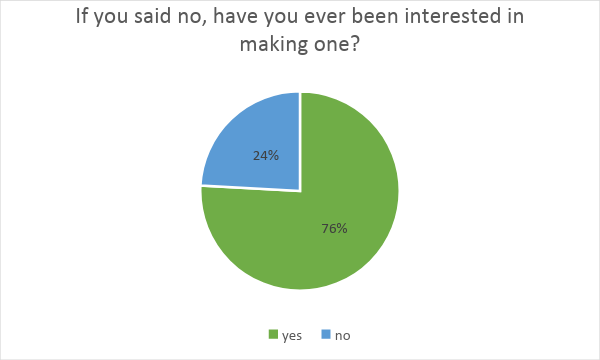 If you said no, have you ever been interested in
making one?
24%
76%
yes
no